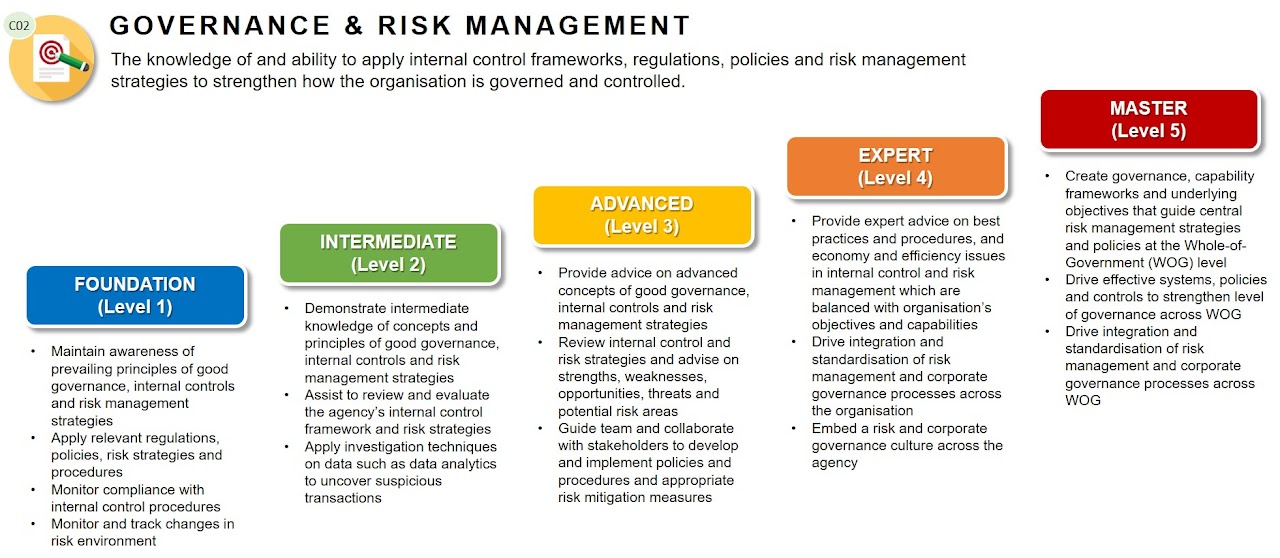 C02
GOVERNANCE & RISK MANAGEMENT
The knowledge of and ability to apply internal control frameworks, regulations, policies and risk management
strategies to strengthen how the organisation is governed and controlled.
FOUNDATION
(Level 1)
• Maintain awareness of
prevailing principles of good
governance, internal controls
and risk management
strategies
• Apply relevant regulations,
policies, risk strategies and
procedures
• Monitor compliance with
internal control procedures
• Monitor and track changes in
risk environment
INTERMEDIATE
(Level 2)
• Demonstrate intermediate
knowledge of concepts and
principles of good governance,
internal controls and risk
management strategies
• Assist to review and evaluate
the agency's internal control
framework and risk strategies
• Apply investigation techniques
on data such as data analytics
to uncover suspicious
transactions
ADVANCED
(Level 3)
• Provide advice on advanced
concepts of good governance,
internal controls and risk
management strategies
• Review internal control and
risk strategies and advise on
strengths, weaknesses,
opportunities, threats and
potential risk areas
• Guide team and collaborate
with stakeholders to develop
and implement policies and
procedures and appropriate
risk mitigation measures
EXPERT
(Level 4)
• Provide expert advice on best
practices and procedures, and
economy and efficiency issues
in internal control and risk
management which are
balanced with organisation's
objectives and capabilities
• Drive integration and
standardisation of risk
management and corporate
governance processes across
the organisation
• Embed a risk and corporate
governance culture across the
agency
MASTER
(Level 5)
• Create governance, capability
frameworks and underlying
objectives that guide central
risk management strategies
and policies at the Whole-of-
Government (WOG) level
• Drive effective systems, policies
and controls to strengthen level
of governance across WOG
• Drive integration and
standardisation of risk
management and corporate
governance processes across
WOG